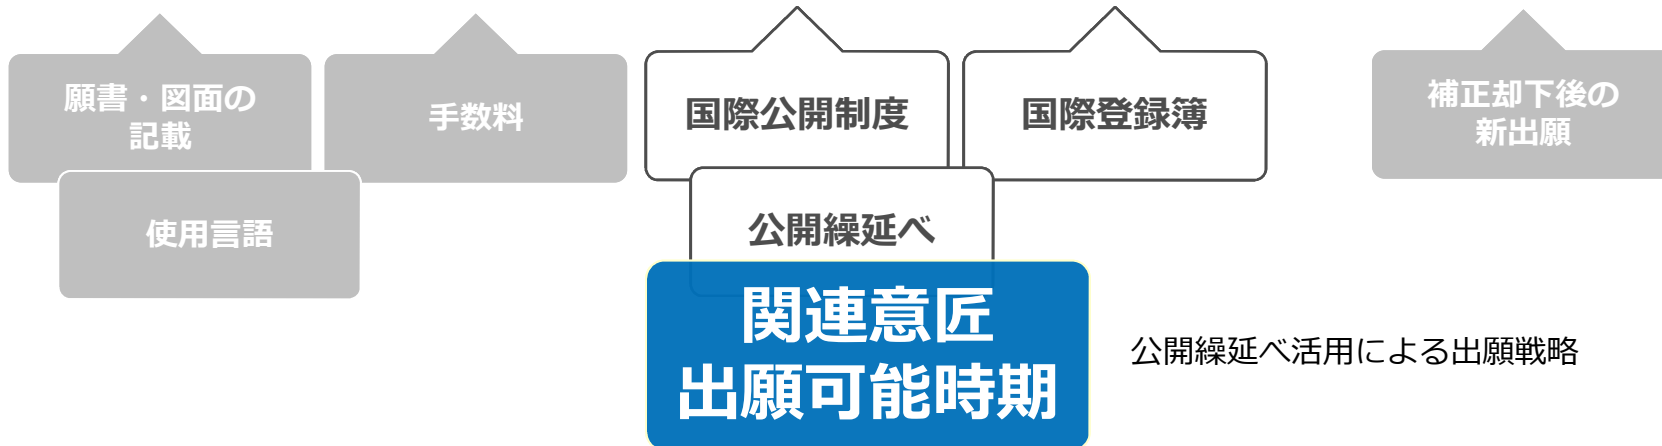 願書・図面の
記載
手数料
国際公開制度
国際登録簿
補正却下後の
新出願
使用言語
公開繰延べ
関連意匠
出願可能時期
公開繰延べ活用による出願戦略